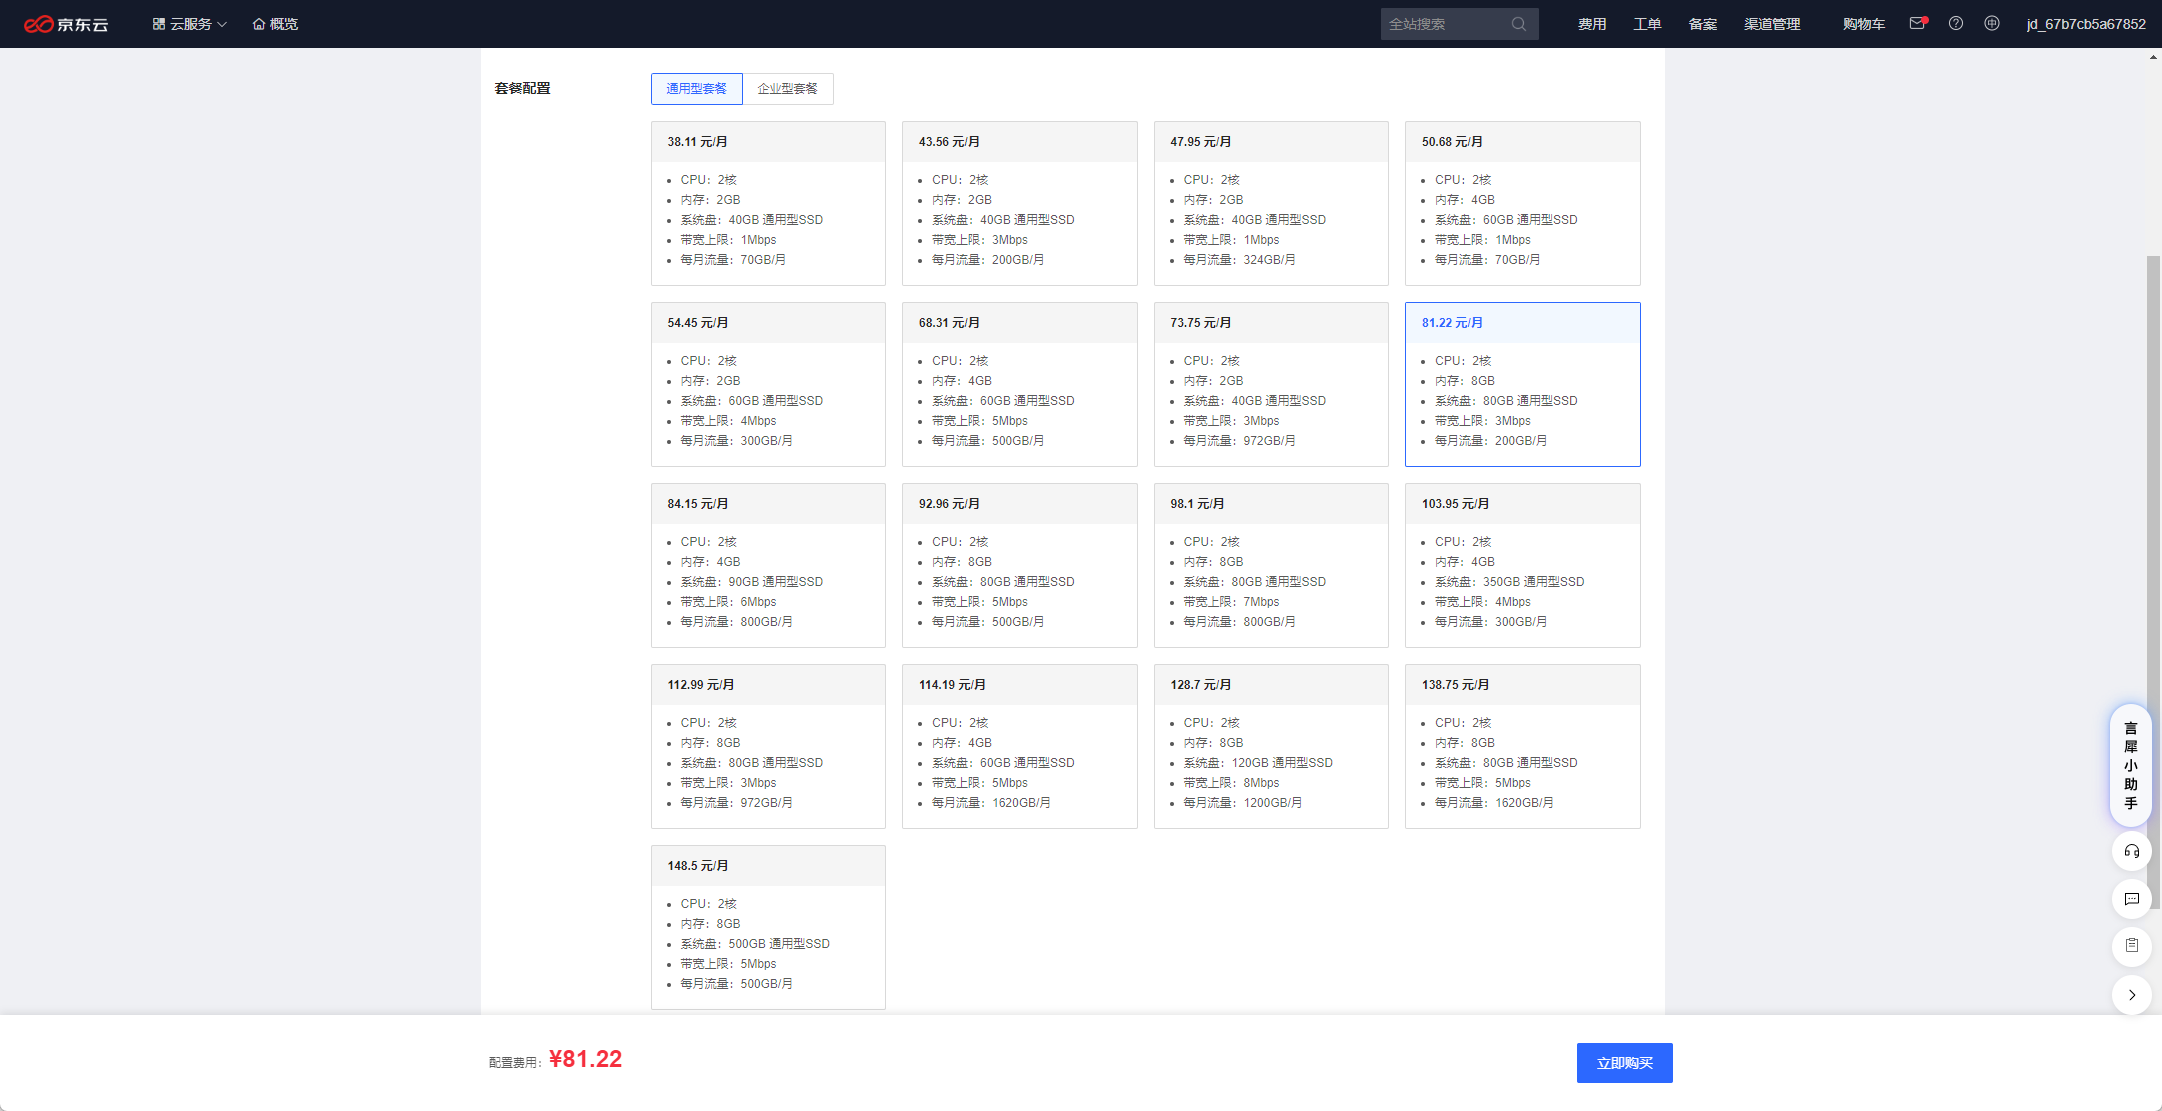 京东云 云服务 概览 全站搜索 费用 工单 备案 渠道管理 购物车 中 jd_67b7cb5a67852
套餐配置 通用型套餐 企业型套餐
38.11 元/月
CPU：2核
内存：2GB
系统盘：40GB 通用型SSD
带宽上限：1Mbps
每月流量：70GB/月
43.56 元/月
CPU：2核
内存：2GB
系统盘：40GB 通用型SSD
带宽上限：3Mbps
每月流量：200GB/月
47.95 元/月
CPU：2核
内存：2GB
系统盘：40GB 通用型SSD
带宽上限：1Mbps
每月流量：324GB/月
50.68 元/月
CPU：2核
内存：4GB
系统盘：60GB 通用型SSD
带宽上限：1Mbps
每月流量：70GB/月
54.45 元/月
CPU：2核
内存：2GB
系统盘：60GB 通用型SSD
带宽上限：4Mbps
每月流量：300GB/月
68.31 元/月
CPU：2核
内存：4GB
系统盘：60GB 通用型SSD
带宽上限：5Mbps
每月流量：500GB/月
73.75 元/月
CPU：2核
内存：2GB
系统盘：40GB 通用型SSD
带宽上限：3Mbps
每月流量：972GB/月
81.22 元/月
CPU：2核
内存：8GB
系统盘：80GB 通用型SSD
带宽上限：3Mbps
每月流量：200GB/月
84.15 元/月
CPU：2核
内存：4GB
系统盘：90GB 通用型SSD
带宽上限：6Mbps
每月流量：800GB/月
92.96 元/月
CPU：2核
内存：8GB
系统盘：80GB 通用型SSD
带宽上限：5Mbps
每月流量：500GB/月
98.1 元/月
CPU：2核
内存：8GB
系统盘：80GB 通用型SSD
带宽上限：7Mbps
每月流量：800GB/月
103.95 元/月
CPU：2核
内存：4GB
系统盘：350GB 通用型SSD
带宽上限：4Mbps
每月流量：300GB/月
112.99 元/月
CPU：2核
内存：8GB
系统盘：80GB 通用型SSD
带宽上限：3Mbps
每月流量：972GB/月
114.19 元/月
CPU：2核
内存：4GB
系统盘：60GB 通用型SSD
带宽上限：5Mbps
每月流量：1620GB/月
128.7 元/月
CPU：2核
内存：8GB
系统盘：120GB 通用型SSD
带宽上限：8Mbps
每月流量：1200GB/月
138.75 元/月
CPU：2核
内存：8GB
系统盘：80GB 通用型SSD
带宽上限：5Mbps
每月流量：1620GB/月
148.5 元/月
CPU：2核
内存：8GB
系统盘：500GB 通用型SSD
带宽上限：5Mbps
每月流量：500GB/月
言犀小助手
配置费用：¥81.22 立即购买